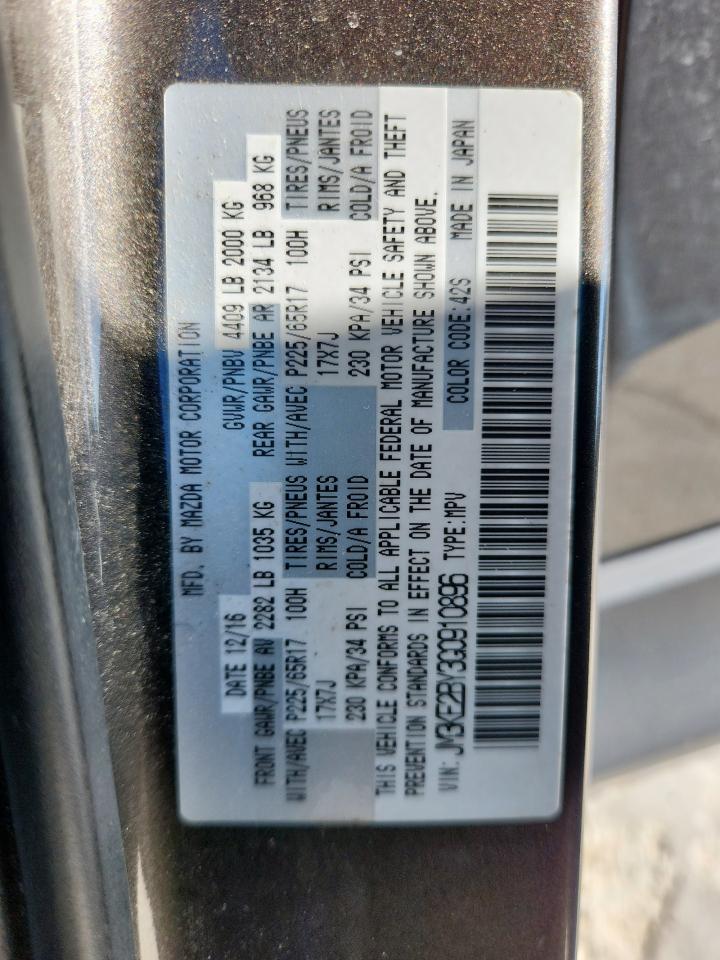 MFD. BY MAZDA MOTOR CORPORATION
DATE 12/16 GVWR/PNBV 4409 LB 2000 KG
FRONT GAWR/PNBE AV 2282 LB 1035 KG REAR GAWR/PNBE AR 2134 LB 968 KG
WITH/AVEC P225/65R17 100H TIRES/PNEUS WITH/AVEC P225/65R17 100H TIRES/PNEUS
17X7J RIMS/JANTES 17X7J RIMS/JANTES
230 KPA/34 PSI COLD/A FROID 230 KPA/34 PSI COLD/A FROID
THIS VEHICLE CONFORMS TO ALL APPLICABLE FEDERAL MOTOR VEHICLE SAFETY AND THEFT
PREVENTION STANDARDS IN EFFECT ON THE DATE OF MANUFACTURE SHOWN ABOVE.
VIN: JM3KE2BY3G0910896 TYPE:MPV COLOR CODE:42S MADE IN JAPAN